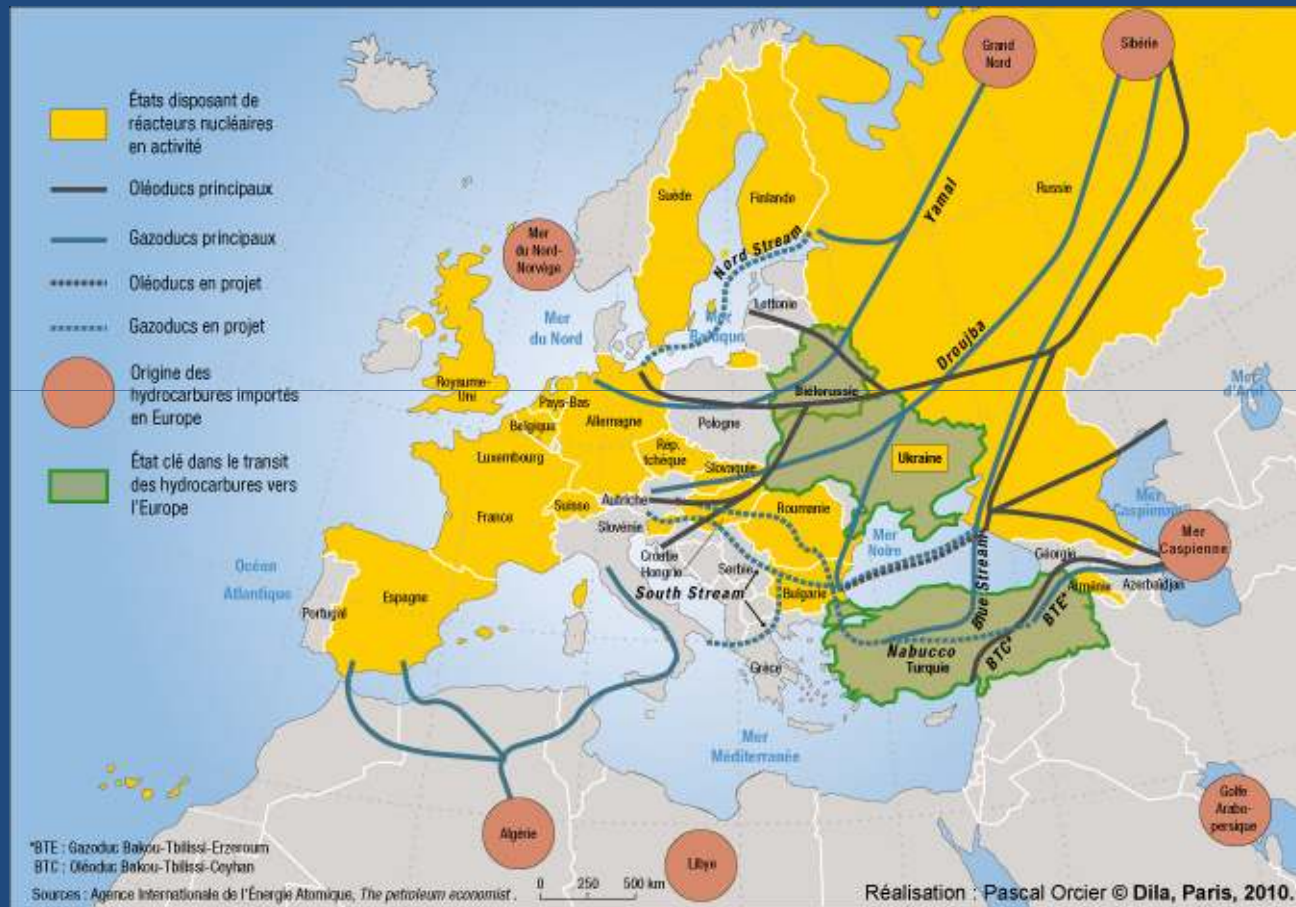 États disposant de
réacteurs nucléaires
en activité
Oléoducs principaux
Gazoducs principaux
Oléoducs en projet
Gazoducs en projet
Origine des
hydrocarbures importés
en Europe
État clé dans le transit
des hydrocarbures vers
l'Europe
Grand
Nord
Sibérie
Mer
du Nord-
Norvège
Suède
Finlande
Russie
Yamal
Nord Stream
Lettonie
Mer
du Nord
Mer
Baltique
Droujba
Biélorussie
Mer
d'Aral
Royaume-
Uni
Pays-Bas
Belgique
Allemagne
Pologne
Luxembourg
Rép.
tchèque
Slovaquie
Ukraine
France
Suisse
Autriche
Slovénie
Roumanie
Croatie
Hongrie
Serbie
Mer
Noire
Mer
Caspienne
Mer
Caspienne
Géorgie
Arménie
Azerbaïdjan
Océan
Atlantique
Portugal
Espagne
South Stream
Bulgarie
Blue Stream
BTE*
BTC*
Nabucco
Turquie
Grèce
Mer
Méditerranée
Algérie
Libye
Golfe
Arabo-
persique
*BTE : Gazoduc Bakou-Tbilissi-Erzeroum
BTC : Oléoduc Bakou-Tbilissi-Ceyhan
Sources : Agence Internationale de l'Énergie Atomique, The petroleum economist .
0 250 500 km
Réalisation : Pascal Orcier © Dila, Paris, 2010.